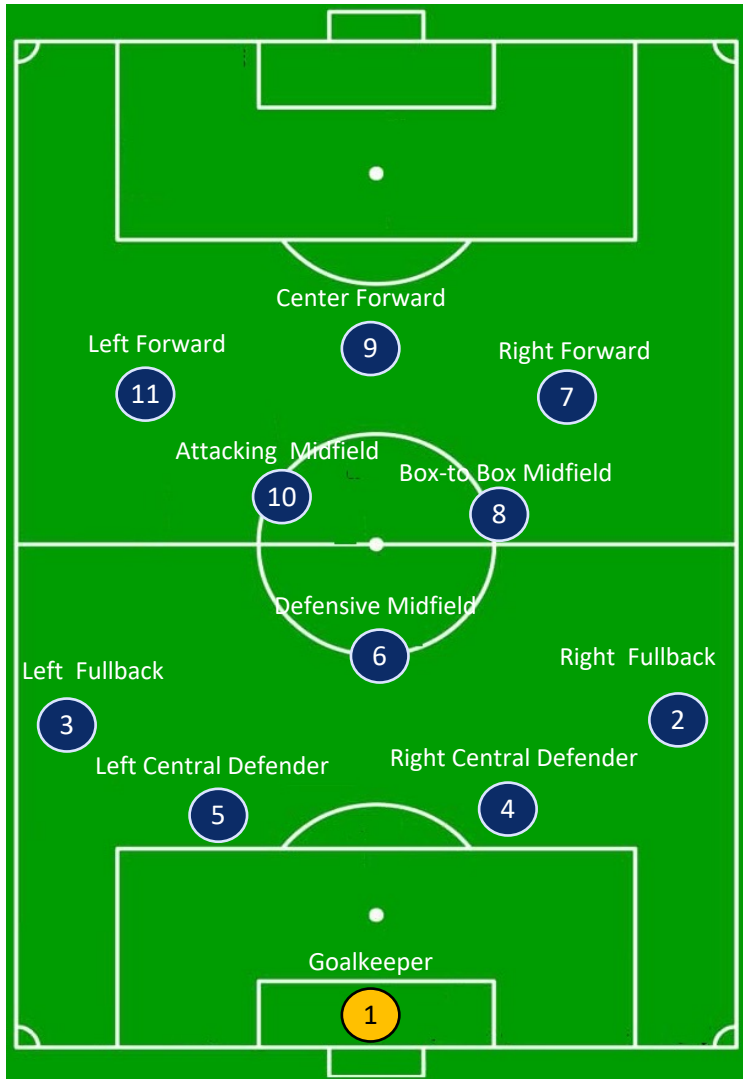 Center Forward
9
Left Forward
11
Right Forward
7
Attacking  Midfield
10
Box-to Box Midfield
8
Defensive Midfield
6
Left  Fullback
3
Right  Fullback
2
Left Central Defender
5
Right Central Defender
4
Goalkeeper
1